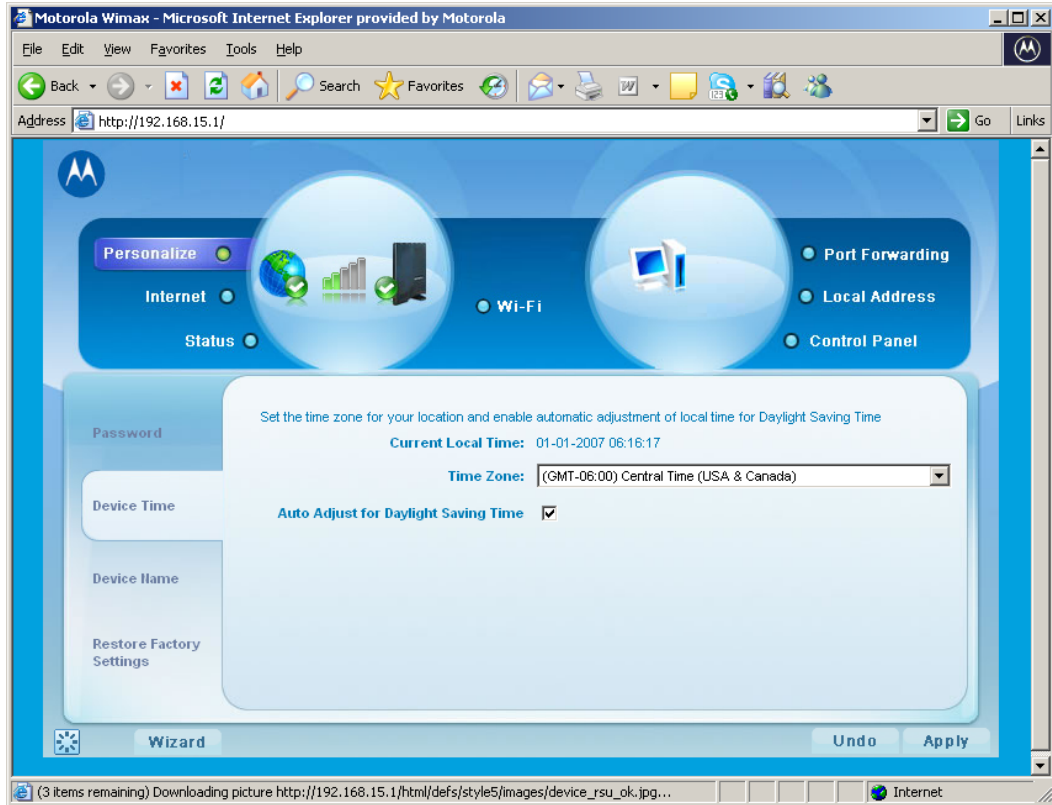 Motorola Wimax - Microsoft Internet Explorer provided by Motorola
File Edit View Favorites Tools Help
Back Search Favorites
Address http://192.168.15.1/ Go Links
Personalize
Internet
Status
Wi-Fi
Port Forwarding
Local Address
Control Panel
Password
Device Time
Device Name
Restore Factory
Settings
Set the time zone for your location and enable automatic adjustment of local time for Daylight Saving Time
Current Local Time: 01-01-2007 06:16:17
Time Zone: (GMT-06:00) Central Time (USA & Canada)
Auto Adjust for Daylight Saving Time
Wizard Undo Apply
(3 items remaining) Downloading picture http://192.168.15.1/html/defs/style5/images/device_rsu_ok.jpg... Internet